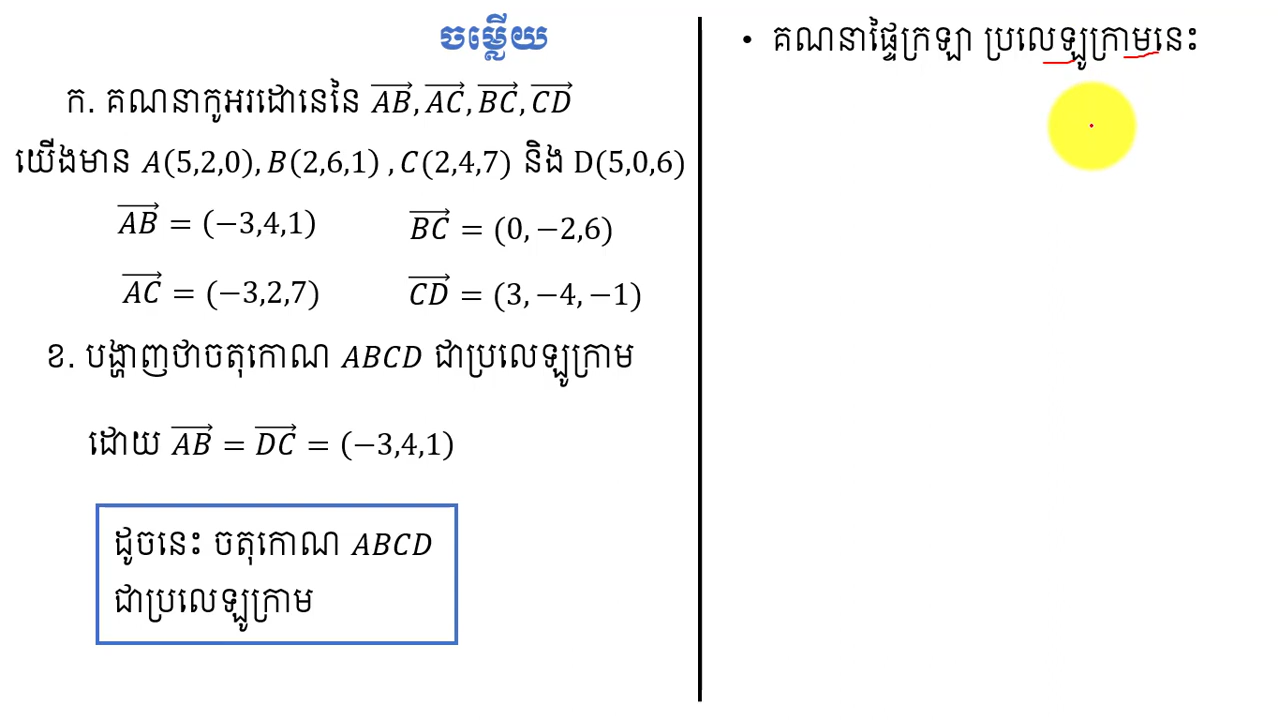 ចម្លើយ
ក. គណនាកូអរដោនេនៃ $\overrightarrow{AB}, \overrightarrow{AC}, \overrightarrow{BC}, \overrightarrow{CD}$
យើងមាន A(5,2,0), B(2,6,1) , C(2,4,7) និង D(5,0,6)
$\overrightarrow{AB}$ = (−3,4,1) $\overrightarrow{BC}$ = (0, −2,6)
$\overrightarrow{AC}$ = (−3,2,7) $\overrightarrow{CD}$ = (3, −4, −1)
ខ. បង្ហាញថាចតុកោណ ABCD ជាប្រលេឡូក្រាម
ដោយ $\overrightarrow{AB}$ = $\overrightarrow{DC}$ = (−3,4,1)
ដូចនេះ ចតុកោណ ABCD
ជាប្រលេឡូក្រាម
• គណនាផ្ទៃក្រឡា ប្រលេឡូក្រាមនេះ